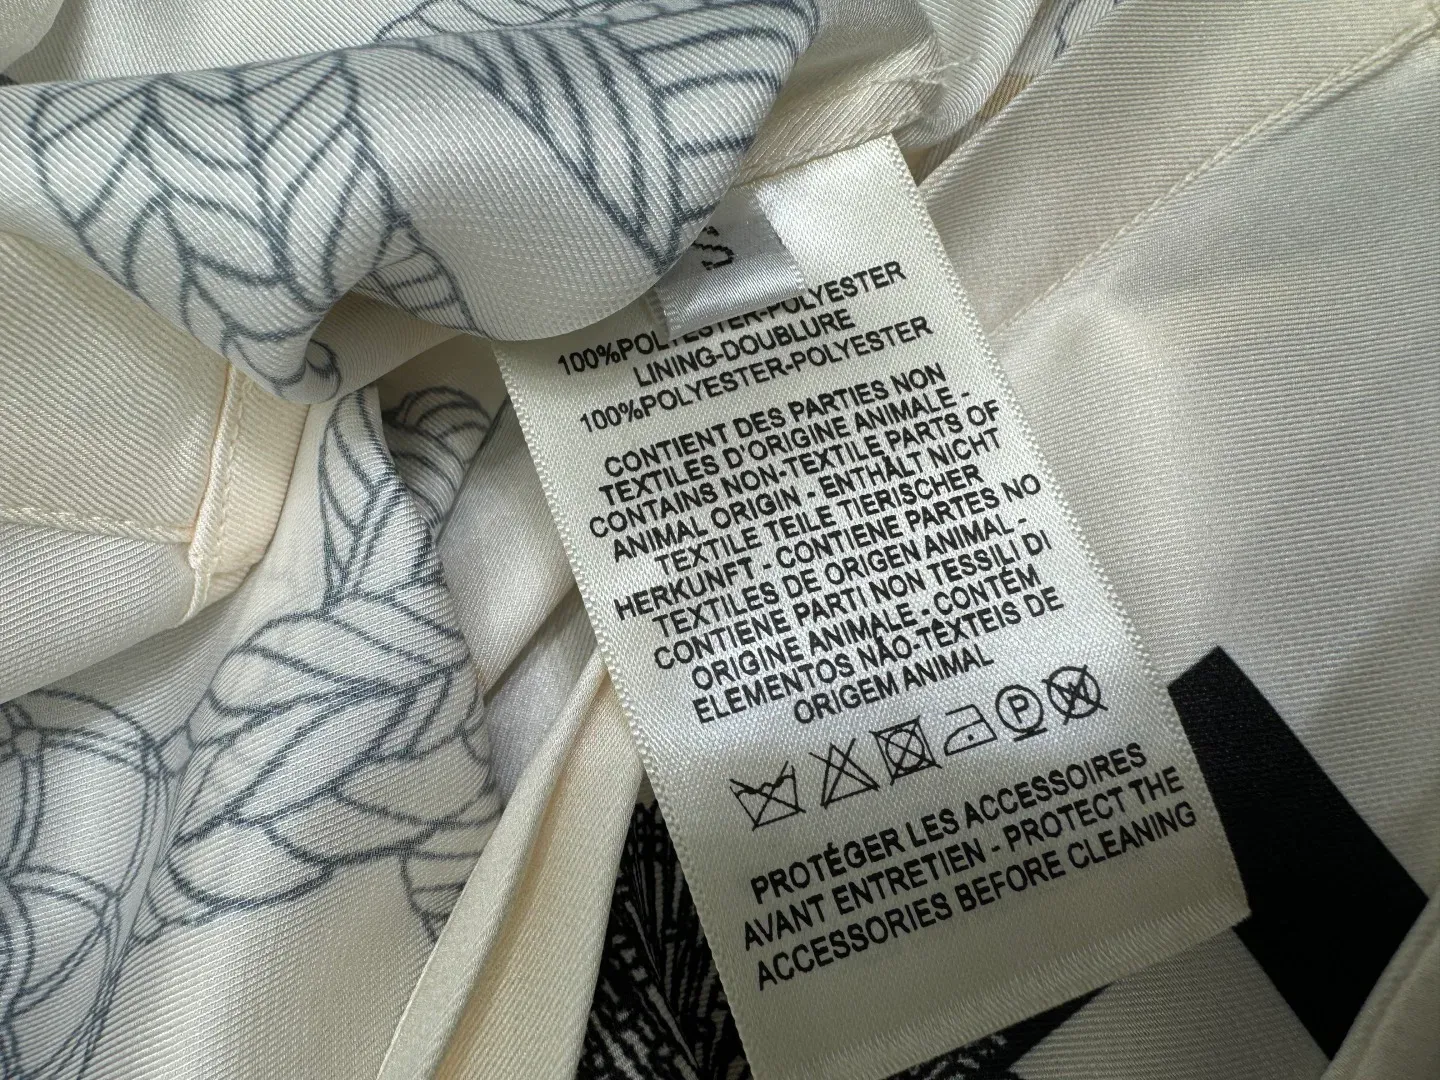 S
100%POLYESTER-POLYESTER
LINING-DOUBLURE
100%POLYESTER-POLYESTER
CONTIENT DES PARTIES NON
TEXTILES D'ORIGINE ANIMALE -
CONTAINS NON-TEXTILE PARTS OF
ANIMAL ORIGIN - ENTHÄLT NICHT
TEXTILE TEILE TIERISCHER
HERKUNFT - CONTIENE PARTES NO
TEXTILES DE ORIGEN ANIMAL -
CONTIENE PARTI NON TESSILI DI
ORIGINE ANIMALE - CONTÉM
ELEMENTOS NÃO-TÊXTEIS DE
ORIGEM ANIMAL
P W
PROTÉGER LES ACCESSOIRES
AVANT ENTRETIEN - PROTECT THE
ACCESSORIES BEFORE CLEANING